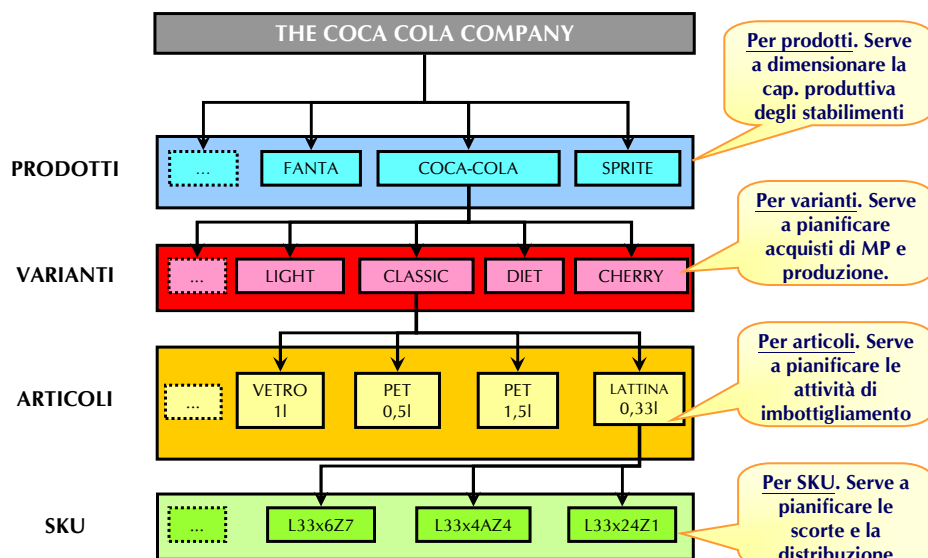 THE COCA COLA COMPANY
Per prodotti. Serve
a dimensionare la
cap. produttiva
degli stabilimenti
PRODOTTI
...
FANTA
COCA-COLA
SPRITE
Per varianti. Serve
a pianificare
acquisti di MP e
produzione.
VARIANTI
...
LIGHT
CLASSIC
DIET
CHERRY
Per articoli. Serve
a pianificare le
attività di
imbottigliamento
ARTICOLI
...
VETRO
1l
PET
0,5l
PET
1,5l
LATTINA
0,33l
Per SKU. Serve a
pianificare le
scorte e la
distribuzione
SKU
...
L33x6Z7
L33x4AZ4
L33x24Z1